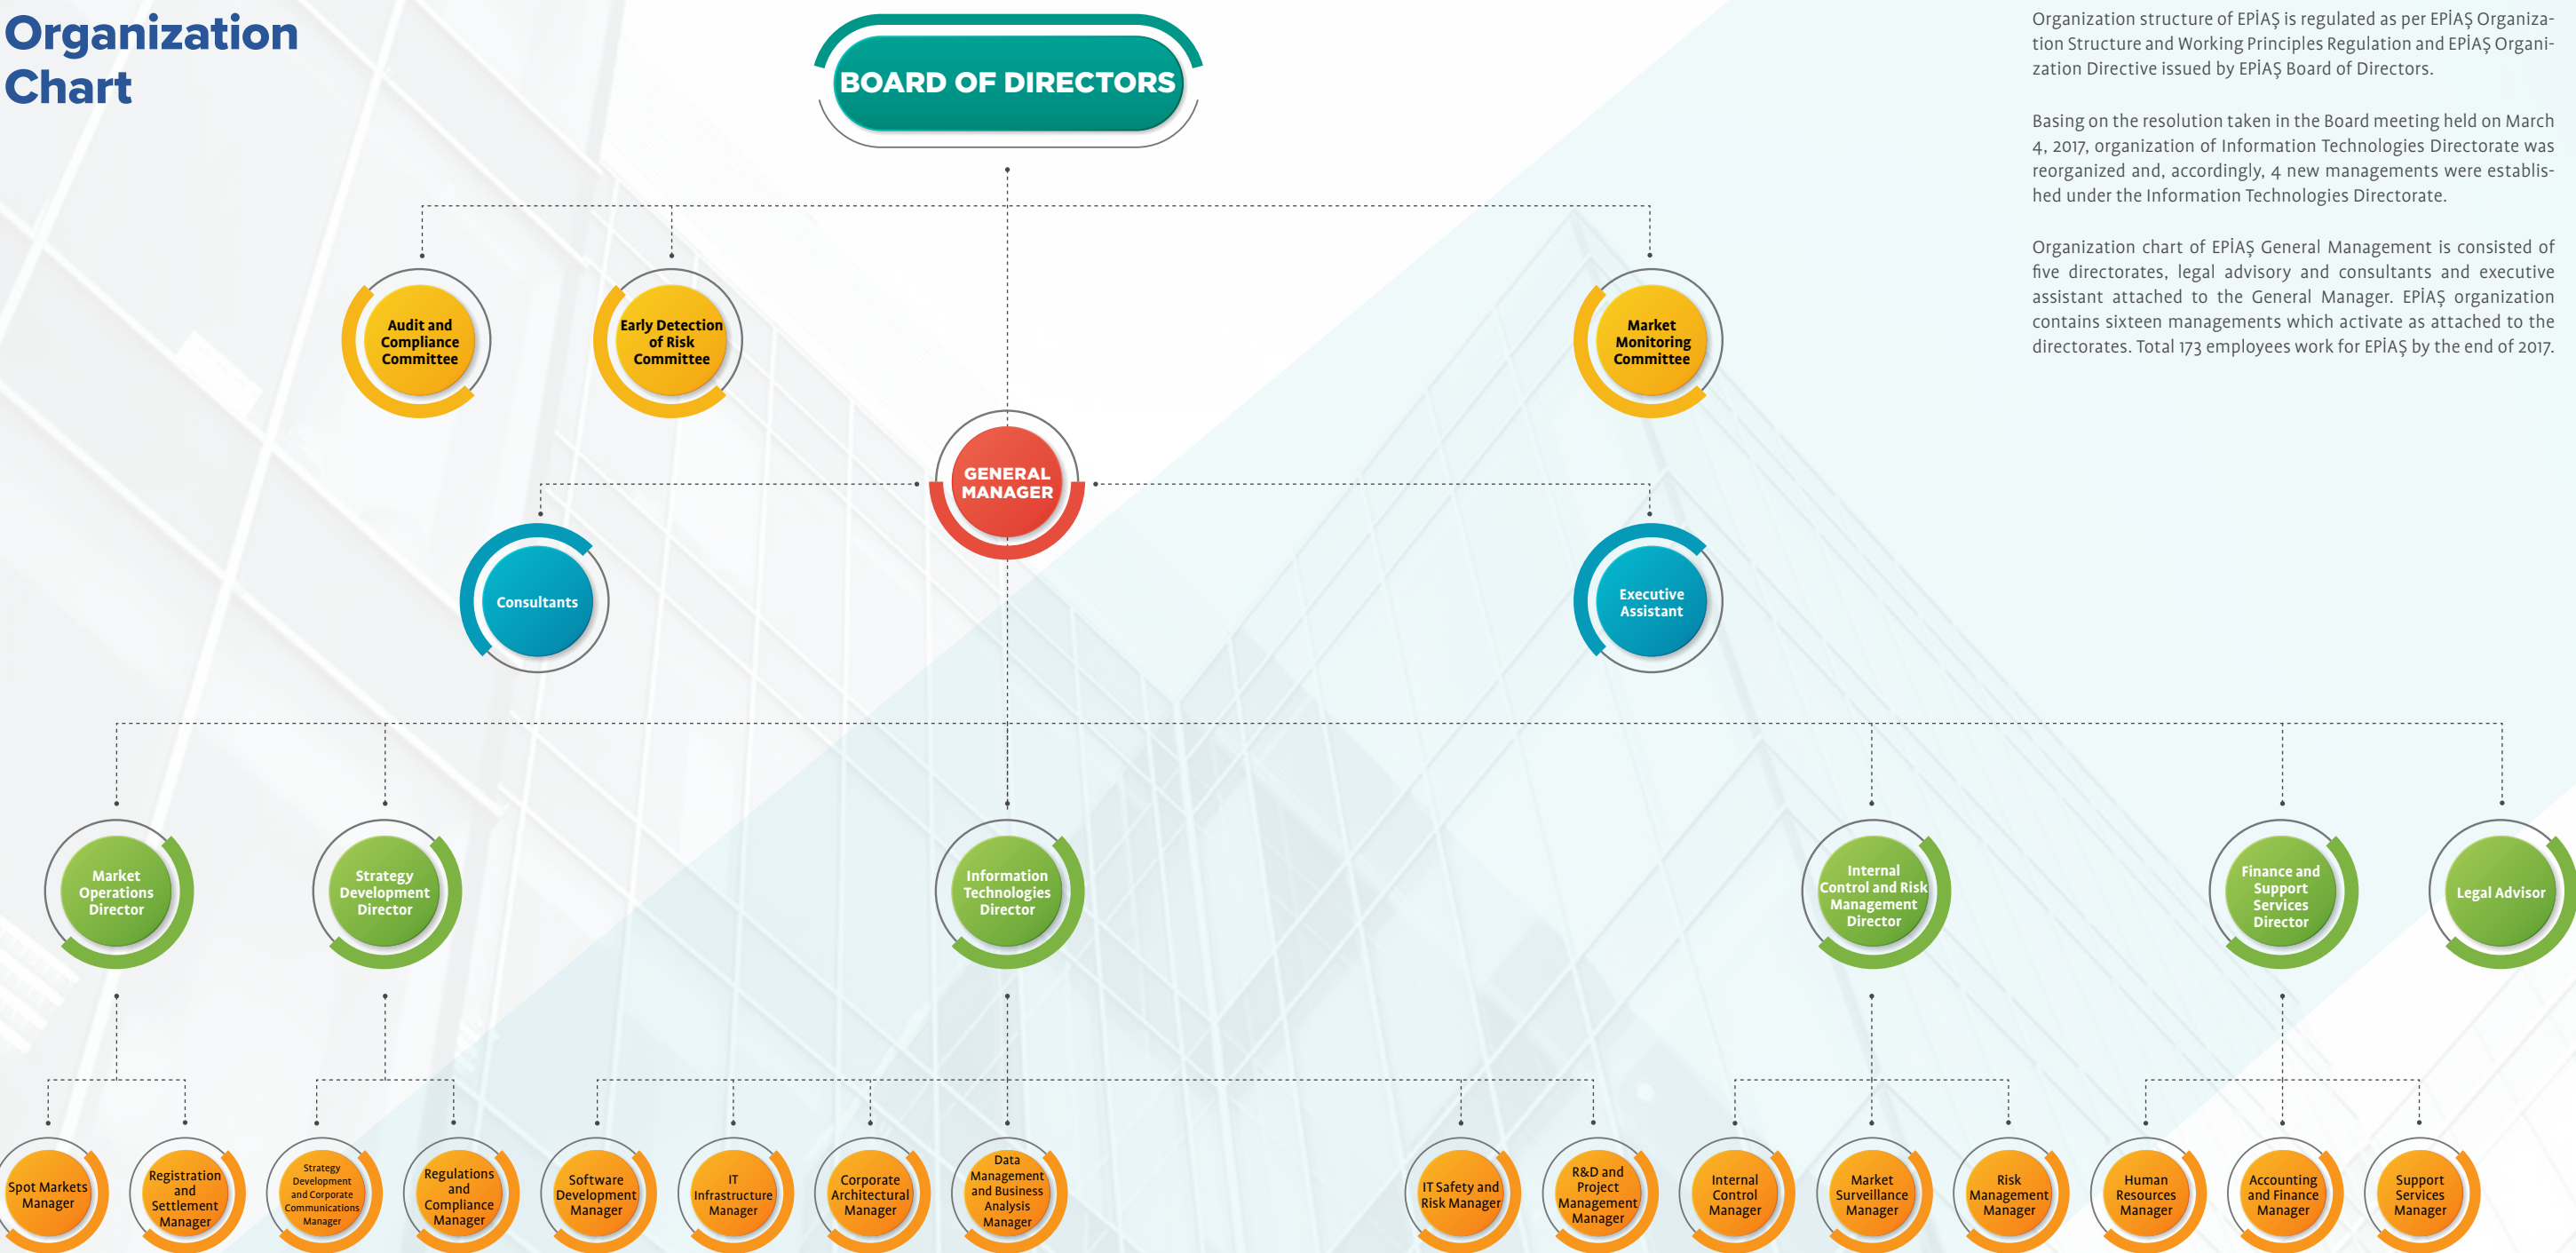 Organization
Chart
BOARD OF DIRECTORS
Organization structure of EPİAŞ is regulated as per EPİAŞ Organiza-
tion Structure and Working Principles Regulation and EPİAŞ Organi-
zation Directive issued by EPİAŞ Board of Directors.
Basing on the resolution taken in the Board meeting held on March
4, 2017, organization of Information Technologies Directorate was
reorganized and, accordingly, 4 new managements were establis-
hed under the Information Technologies Directorate.
Organization chart of EPİAŞ General Management is consisted of
five directorates, legal advisory and consultants and executive
assistant attached to the General Manager. EPİAŞ organization
contains sixteen managements which activate as attached to the
directorates. Total 173 employees work for EPİAŞ by the end of 2017.
Audit and
Compliance
Committee
Early Detection
of Risk
Committee
Market
Monitoring
Committee
GENERAL
MANAGER
Consultants
Executive
Assistant
Market
Operations
Director
Strategy
Development
Director
Information
Technologies
Director
Internal
Control and Risk
Management
Director
Finance and
Support
Services
Director
Legal Advisor
Spot Markets
Manager
Registration
and
Settlement
Manager
Strategy
Development
and Corporate
Communications
Manager
Regulations
and
Compliance
Manager
Software
Development
Manager
IT
Infrastructure
Manager
Corporate
Architectural
Manager
Data
Management
and Business
Analysis
Manager
IT Safety and
Risk Manager
R&D and
Project
Management
Manager
Internal
Control
Manager
Market
Surveillance
Manager
Risk
Management
Manager
Human
Resources
Manager
Accounting
and Finance
Manager
Support
Services
Manager